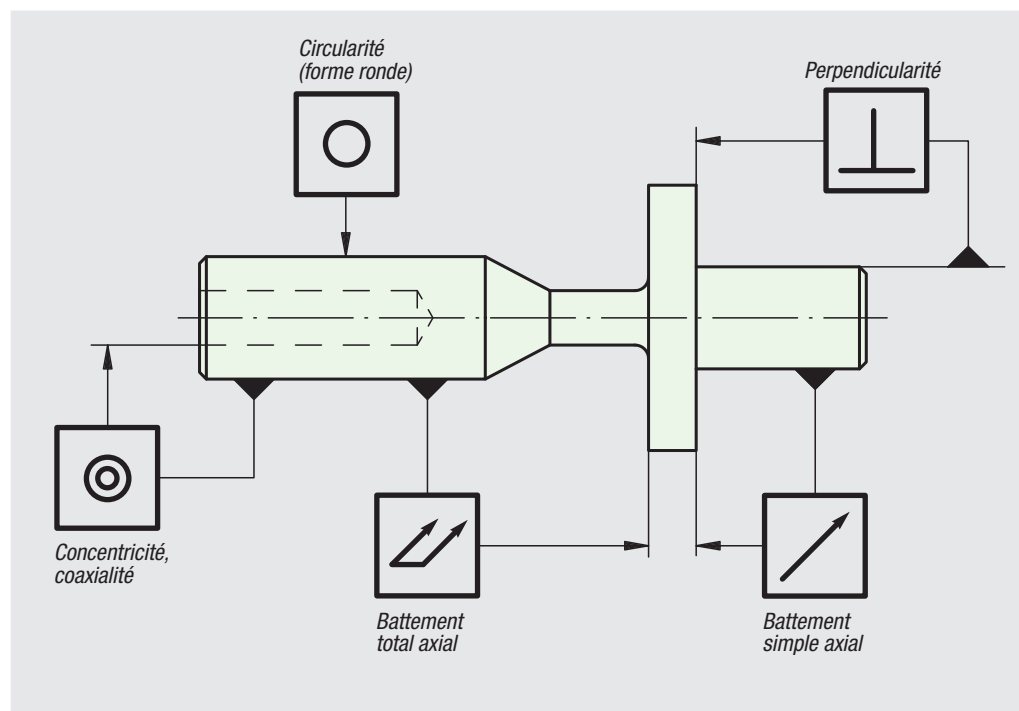 Circularité
(forme ronde)
Perpendicularité
Concentricité,
coaxialité
Battement
total axial
Battement
simple axial